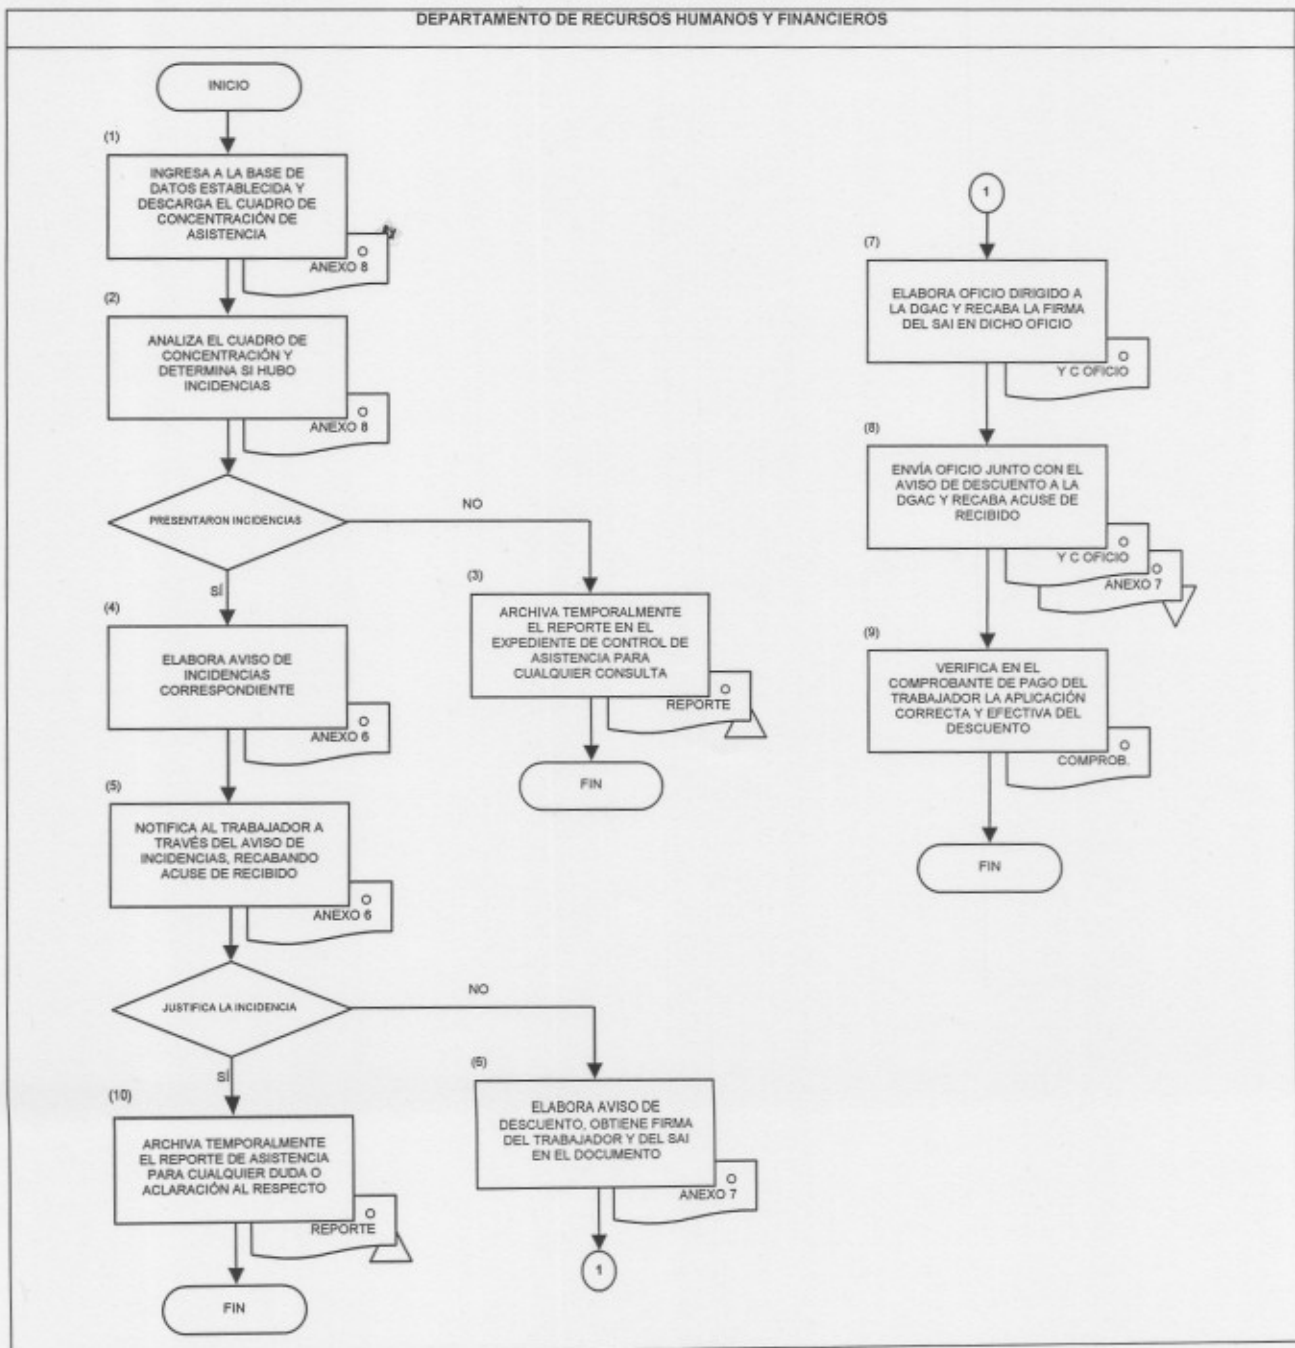 DEPARTAMENTO DE RECURSOS HUMANOS Y FINANCIEROS
INICIO
(1)
INGRESA A LA BASE DE
DATOS ESTABLECIDA Y
DESCARGA EL CUADRO DE
CONCENTRACIÓN DE
ASISTENCIA
O
ANEXO 8
(2)
ANALIZA EL CUADRO DE
CONCENTRACIÓN Y
DETERMINA SI HUBO
INCIDENCIAS
O
ANEXO 8
PRESENTARON INCIDENCIAS
NO
SÍ
(3)
ARCHIVA TEMPORALMENTE
EL REPORTE EN EL
EXPEDIENTE DE CONTROL DE
ASISTENCIA PARA
CUALQUIER CONSULTA
O
REPORTE
FIN
(4)
ELABORA AVISO DE
INCIDENCIAS
CORRESPONDIENTE
O
ANEXO 6
(5)
NOTIFICA AL TRABAJADOR A
TRAVÉS DEL AVISO DE
INCIDENCIAS, RECABANDO
ACUSE DE RECIBIDO
O
ANEXO 6
JUSTIFICA LA INCIDENCIA
NO
SÍ
(6)
ELABORA AVISO DE
DESCUENTO, OBTIENE FIRMA
DEL TRABAJADOR Y DEL SAI
EN EL DOCUMENTO
O
ANEXO 7
1
(10)
ARCHIVA TEMPORALMENTE
EL REPORTE DE ASISTENCIA
PARA CUALQUIER DUDA O
ACLARACIÓN AL RESPECTO
O
REPORTE
FIN
1
(7)
ELABORA OFICIO DIRIGIDO A
LA DGAC Y RECABA LA FIRMA
DEL SAI EN DICHO OFICIO
O
Y C OFICIO
(8)
ENVÍA OFICIO JUNTO CON EL
AVISO DE DESCUENTO A LA
DGAC Y RECABA ACUSE DE
RECIBIDO
O
Y C OFICIO
O
ANEXO 7
(9)
VERIFICA EN EL
COMPROBANTE DE PAGO DEL
TRABAJADOR LA APLICACIÓN
CORRECTA Y EFECTIVA DEL
DESCUENTO
O
COMPROB.
FIN